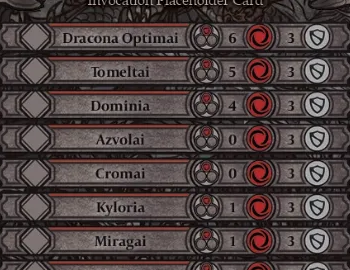 Invocation Placeholder Card
Dracona Optimai 6 3
Tomeltai 5 3
Dominia 4 3
Azvolai 0 3
Cromai 0 3
Kyloria 1 3
Miragai 1 3